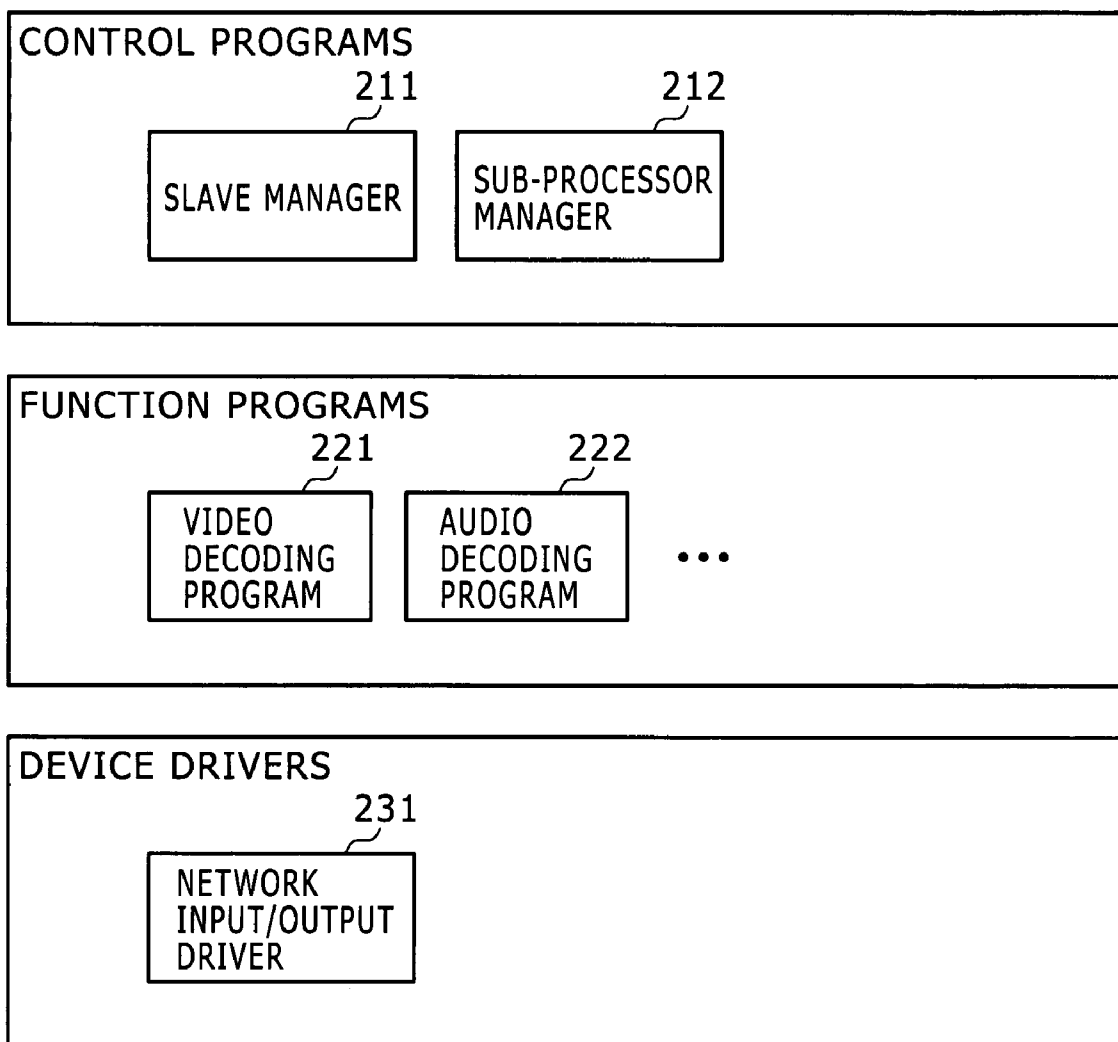 CONTROL PROGRAMS
211
212
SLAVE MANAGER
SUB-PROCESSOR
MANAGER
FUNCTION PROGRAMS
221
222
VIDEO
DECODING
PROGRAM
AUDIO
DECODING
PROGRAM
•••
DEVICE DRIVERS
231
NETWORK
INPUT/OUTPUT
DRIVER